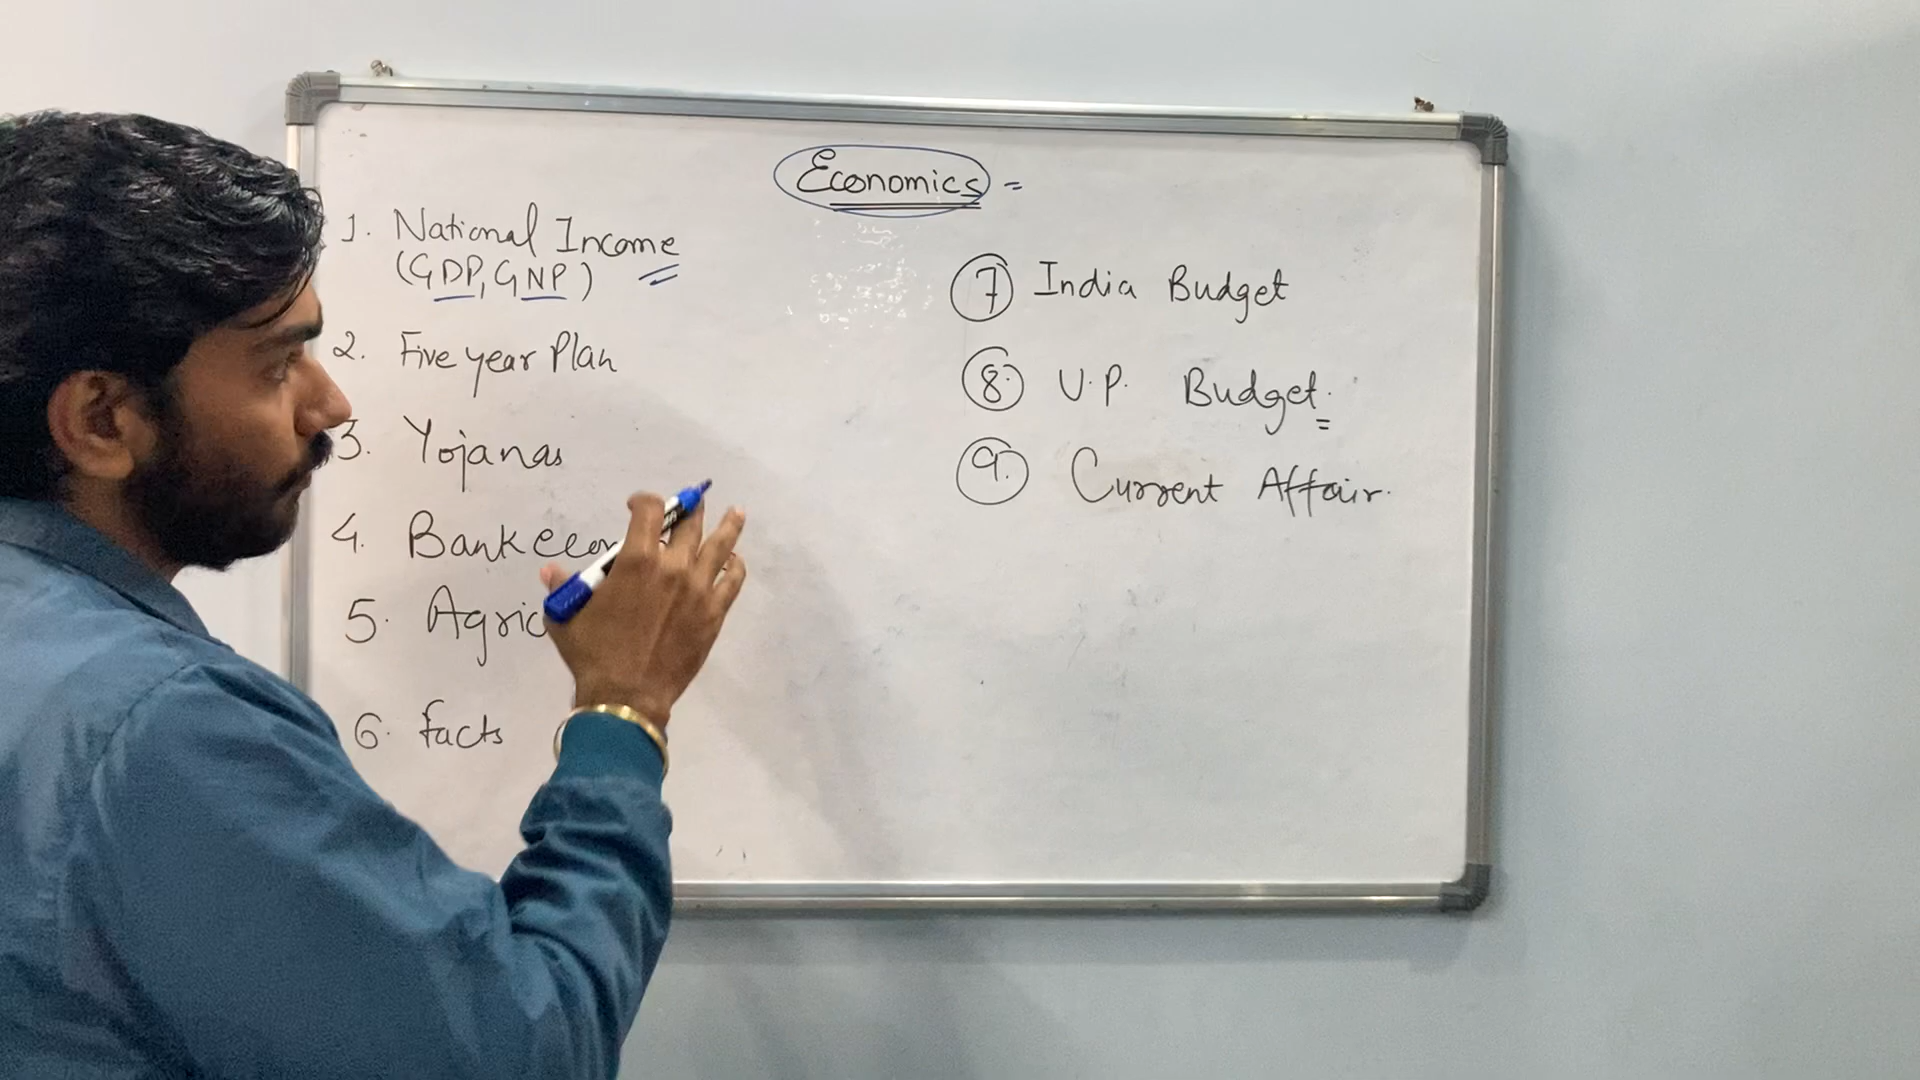 Economics =
1. National Income
(GDP, GNP)
2. Five year Plan
3. Yojanas
4. Bank
5. Agric
6. facts
7 India Budget
8. U.P. Budget.
9. Current Affair.